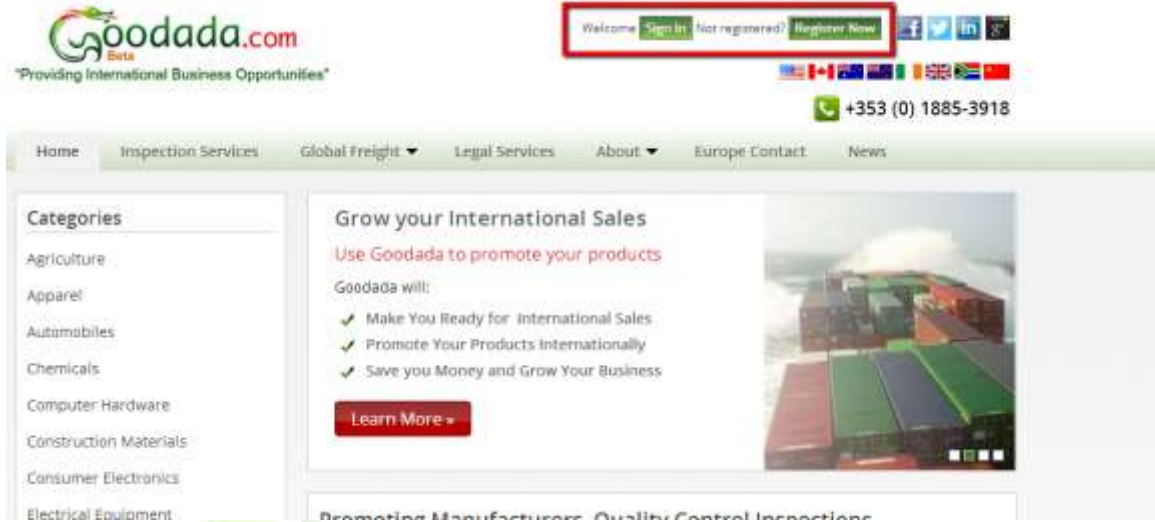 Goodada.com
Beta
"Providing International Business Opportunities"
Welcome Sign In Not registered? Register Now
+353 (0) 1885-3918
Home Inspection Services Global Freight Legal Services About Europe Contact News
Categories
Agriculture
Apparel
Automobiles
Chemicals
Computer Hardware
Construction Materials
Consumer Electronics
Electrical Equipment
Grow your International Sales
Use Goodada to promote your products
Goodada will:
Make You Ready for International Sales
Promote Your Products Internationally
Save you Money and Grow Your Business
Learn More »
Promoting Manufacturers, Quality Control Inspections